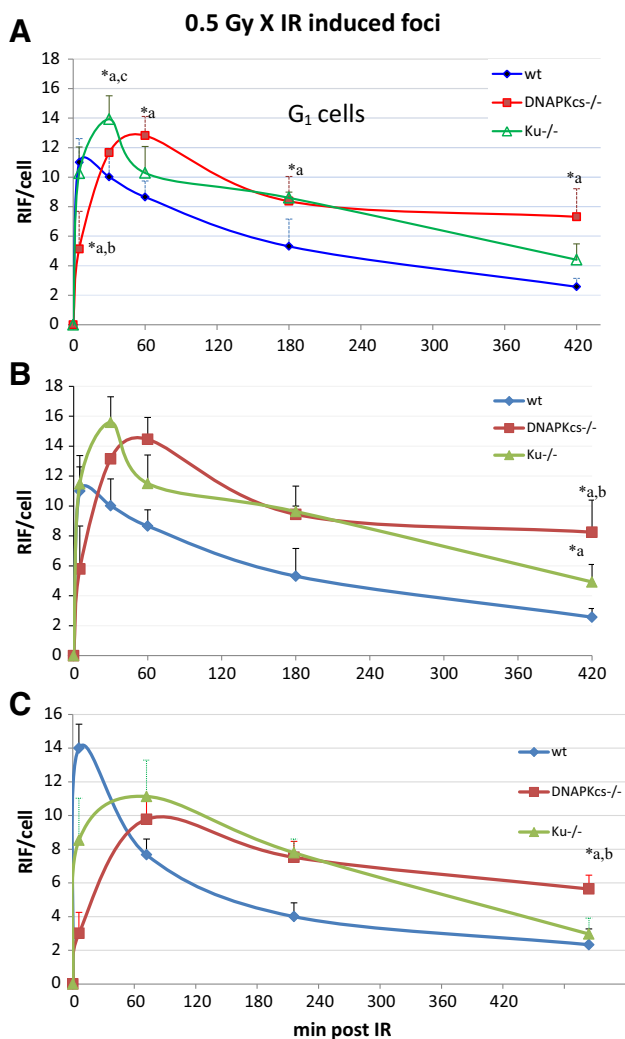 0.5 Gy X IR induced foci
A
RIF/cell
18
16
14
12
10
8
6
4
2
0
*a,c
*a
G₁ cells
*a
*a
*a,b
wt
DNAPKcs-/-
Ku-/-
0 60 120 180 240 300 360 420
B
RIF/cell
18
16
14
12
10
8
6
4
2
0
wt
DNAPKcs-/-
Ku-/-
*a,b
*a
0 60 120 180 240 300 360 420
C
RIF/cell
16
14
12
10
8
6
4
2
0
wt
DNAPKcs-/-
Ku-/-
*a,b
0 60 120 180 240 300 360 420
min post IR